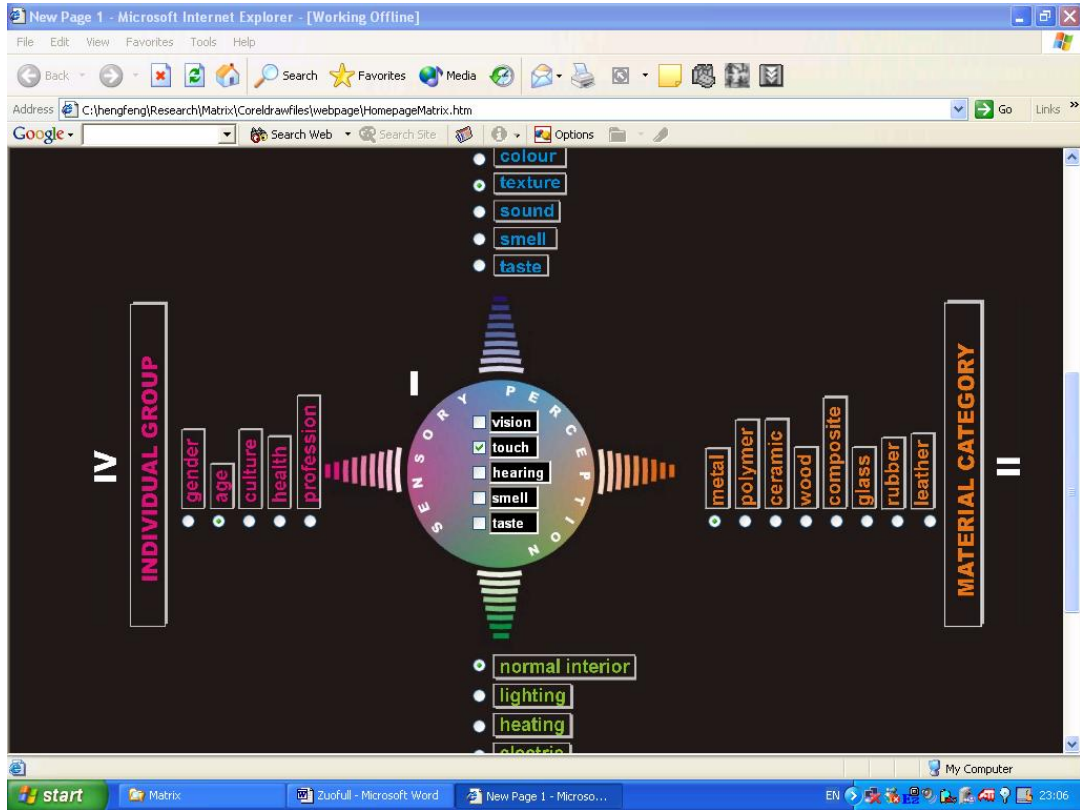 New Page 1 - Microsoft Internet Explorer - [Working Offline]
File Edit View Favorites Tools Help
Back Search Favorites Media
Address C:\hengfeng\Research\Matrix\Coreldrawfiles\webpage\HomepageMatrix.htm Go Links »
Google Search Web Search Site Options
colour
texture
sound
smell
taste
IV
INDIVIDUAL GROUP
gender
age
culture
health
profession
I
SENSORY PERCEPTION
vision
touch
hearing
smell
taste
metal
polymer
ceramic
wood
composite
glass
rubber
leather
MATERIAL CATEGORY
II
normal interior
lighting
heating
electric
My Computer
start Matrix Zuofull - Microsoft Word New Page 1 - Microso... EN 23:06